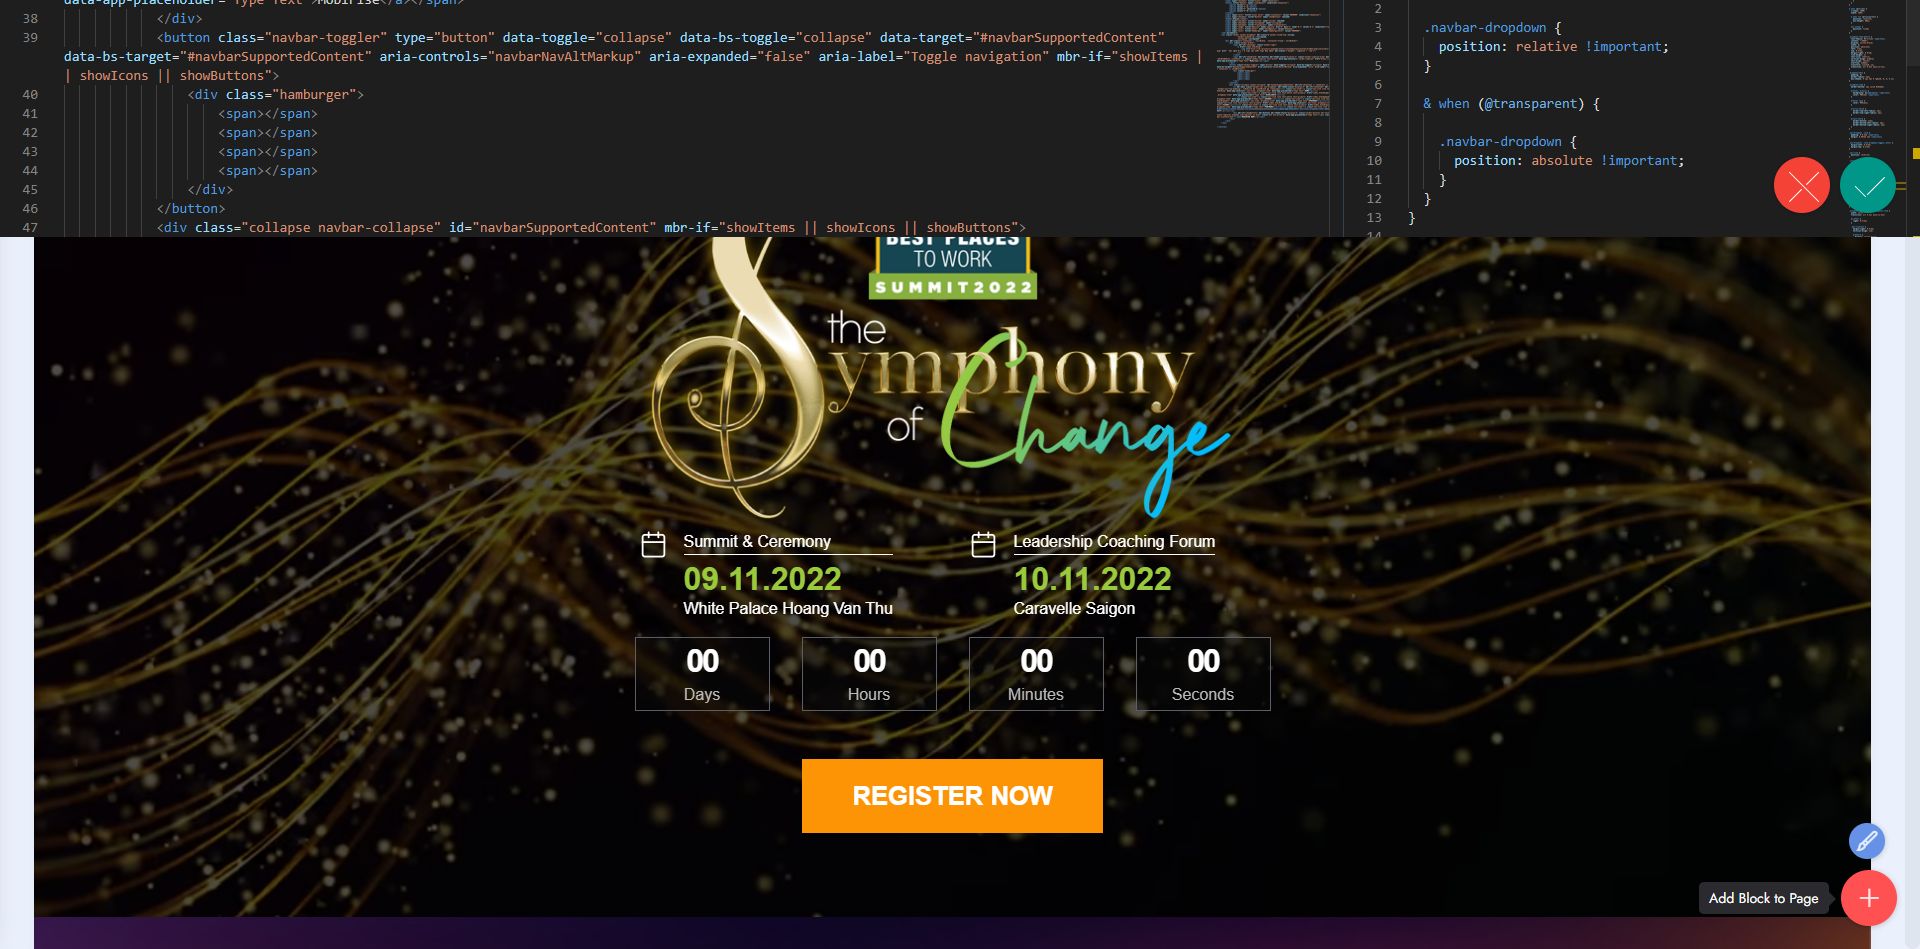 data-app-placeholder="Type Text">Mobirise</a></span>
38 </div>
39 <button class="navbar-toggler" type="button" data-toggle="collapse" data-bs-toggle="collapse" data-target="#navbarSupportedContent"
data-bs-target="#navbarSupportedContent" aria-controls="navbarNavAltMarkup" aria-expanded="false" aria-label="Toggle navigation" mbr-if="showItems |
| showIcons || showButtons">
40 <div class="hamburger">
41 <span></span>
42 <span></span>
43 <span></span>
44 <span></span>
45 </div>
46 </button>
47 <div class="collapse navbar-collapse" id="navbarSupportedContent" mbr-if="showItems || showIcons || showButtons">
2
3 .navbar-dropdown {
4 position: relative !important;
5 }
6
7 & when (@transparent) {
8
9 .navbar-dropdown {
10 position: absolute !important;
11 }
12 }
13 }
14
BEST PLACES
TO WORK
SUMMIT2022
the
Symphony
of Change
Summit & Ceremony
09.11.2022
White Palace Hoang Van Thu
Leadership Coaching Forum
10.11.2022
Caravelle Saigon
00 00 00 00
Days Hours Minutes Seconds
REGISTER NOW
Add Block to Page